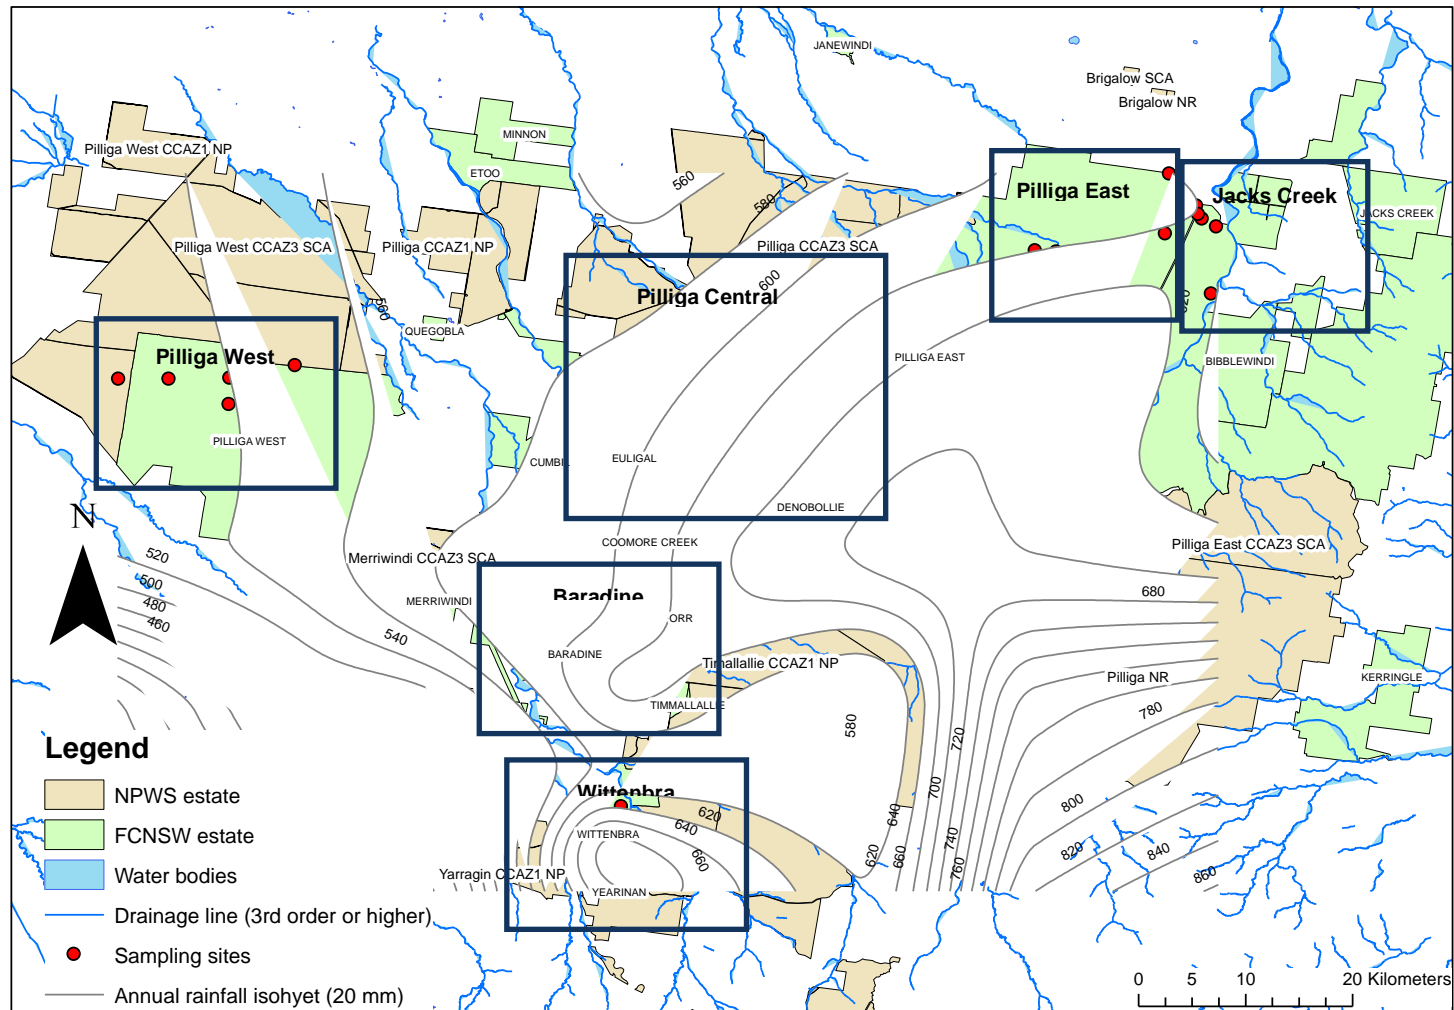 JANEWINDI
Brigalow SCA
Brigalow NR
MINNON
Pilliga West CCAZ1 NP
ETOO
560
580
Pilliga East
Jacks Creek
JACKS CREEK
Pilliga West CCAZ3 SCA
Pilliga CCAZ1 NP
Pilliga CCAZ3 SCA
600
Pilliga Central
560
QUEGOBLA
620
Pilliga West
PILLIGA EAST
BIBBLEWINDI
PILLIGA WEST
EULIGAL
DENOBOLLIE
N
COOMORE CREEK
Pilliga East CCAZ3 SCA
520
Merriwindi CCAZ3 SCA
500
480
460
MERRIWINDI
Baradine
680
540
ORR
BARADINE
Timallallie CCAZ1 NP
Pilliga NR
KERRINGLE
TIMMALLALLIE
580
780
720
Legend
NPWS estate
FCNSW estate
Water bodies
Drainage line (3rd order or higher)
Sampling sites
Annual rainfall isohyet (20 mm)
Wittenbra
620
640
WITTENBRA
660
Yarragin CCAZ1 NP
YEARINAN
700
640
740
620
660
760
800
820
840
860
0 5 10 20 Kilometers